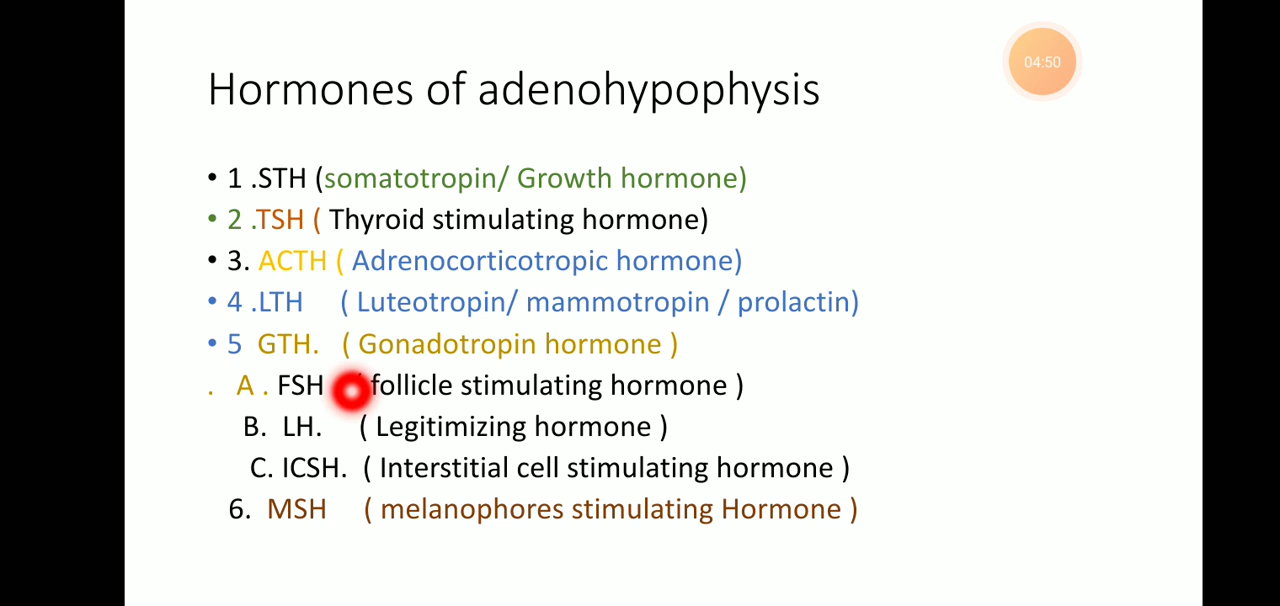 Hormones of adenohypophysis
04:50
• 1 .STH (somatotropin/ Growth hormone)
• 2 .TSH ( Thyroid stimulating hormone)
• 3. ACTH ( Adrenocorticotropic hormone)
• 4 .LTH ( Luteotropin/ mammotropin / prolactin)
• 5 GTH. ( Gonadotropin hormone )
. A . FSH ( follicle stimulating hormone )
B. LH. ( Legitimizing hormone )
C. ICSH. ( Interstitial cell stimulating hormone )
6. MSH ( melanophores stimulating Hormone )